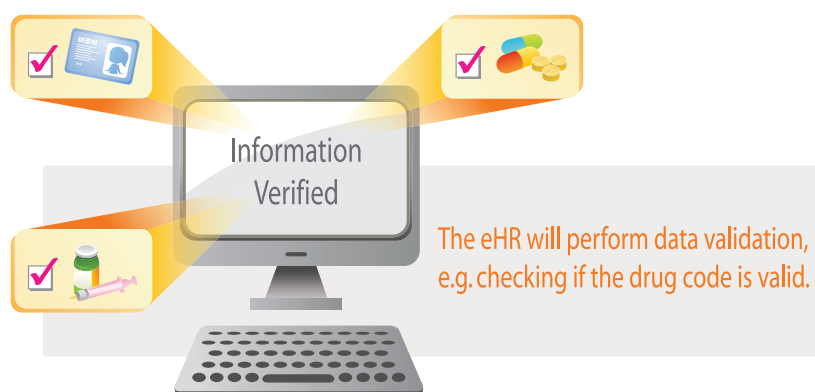 Information
Verified
The eHR will perform data validation,
e.g. checking if the drug code is valid.